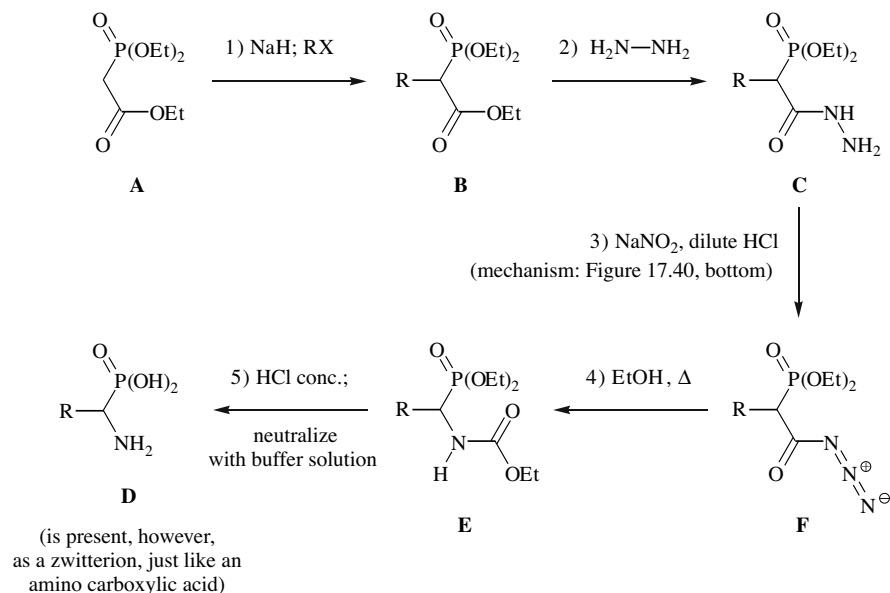 O
P(OEt)₂
OEt
O
A
1) NaH; RX
O
P(OEt)₂
R
OEt
O
B
2) H₂N—NH₂
O
P(OEt)₂
R
NH
O
NH₂
C
3) NaNO₂, dilute HCl
(mechanism: Figure 17.40, bottom)
O
P(OH)₂
R
NH₂
D
(is present, however,
as a zwitterion, just like an
amino carboxylic acid)
5) HCl conc.;
neutralize
with buffer solution
O
P(OEt)₂
R
O
N
H
OEt
E
4) EtOH, Δ
O
P(OEt)₂
R
N
O
N⊕
N⊖
F